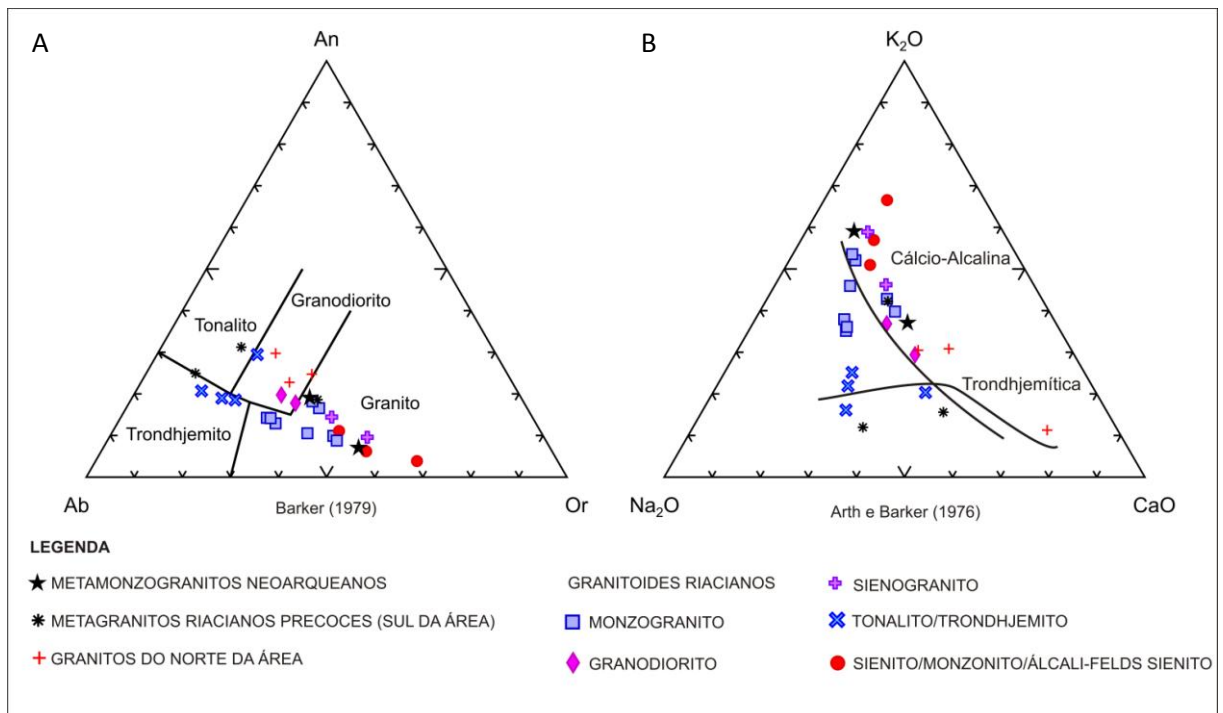 A
An
Granodiorito
Tonalito
Granito
Trondhjemito
Ab
Or
Barker (1979)
B
K₂O
Cálcio-Alcalina
Trondhjemítica
Na₂O
CaO
Arth e Barker (1976)
LEGENDA
METAMONZOGRANITOS NEOARQUEANOS
METAGRANITOS RIACIANOS PRECOCES (SUL DA ÁREA)
GRANITOS DO NORTE DA ÁREA
GRANITOIDES RIACIANOS
MONZOGRANITO
GRANODIORITO
SIENOGRANITO
TONALITO/TRONDHJEMITO
SIENITO/MONZONITO/ÁLCALI-FELDS SIENITO